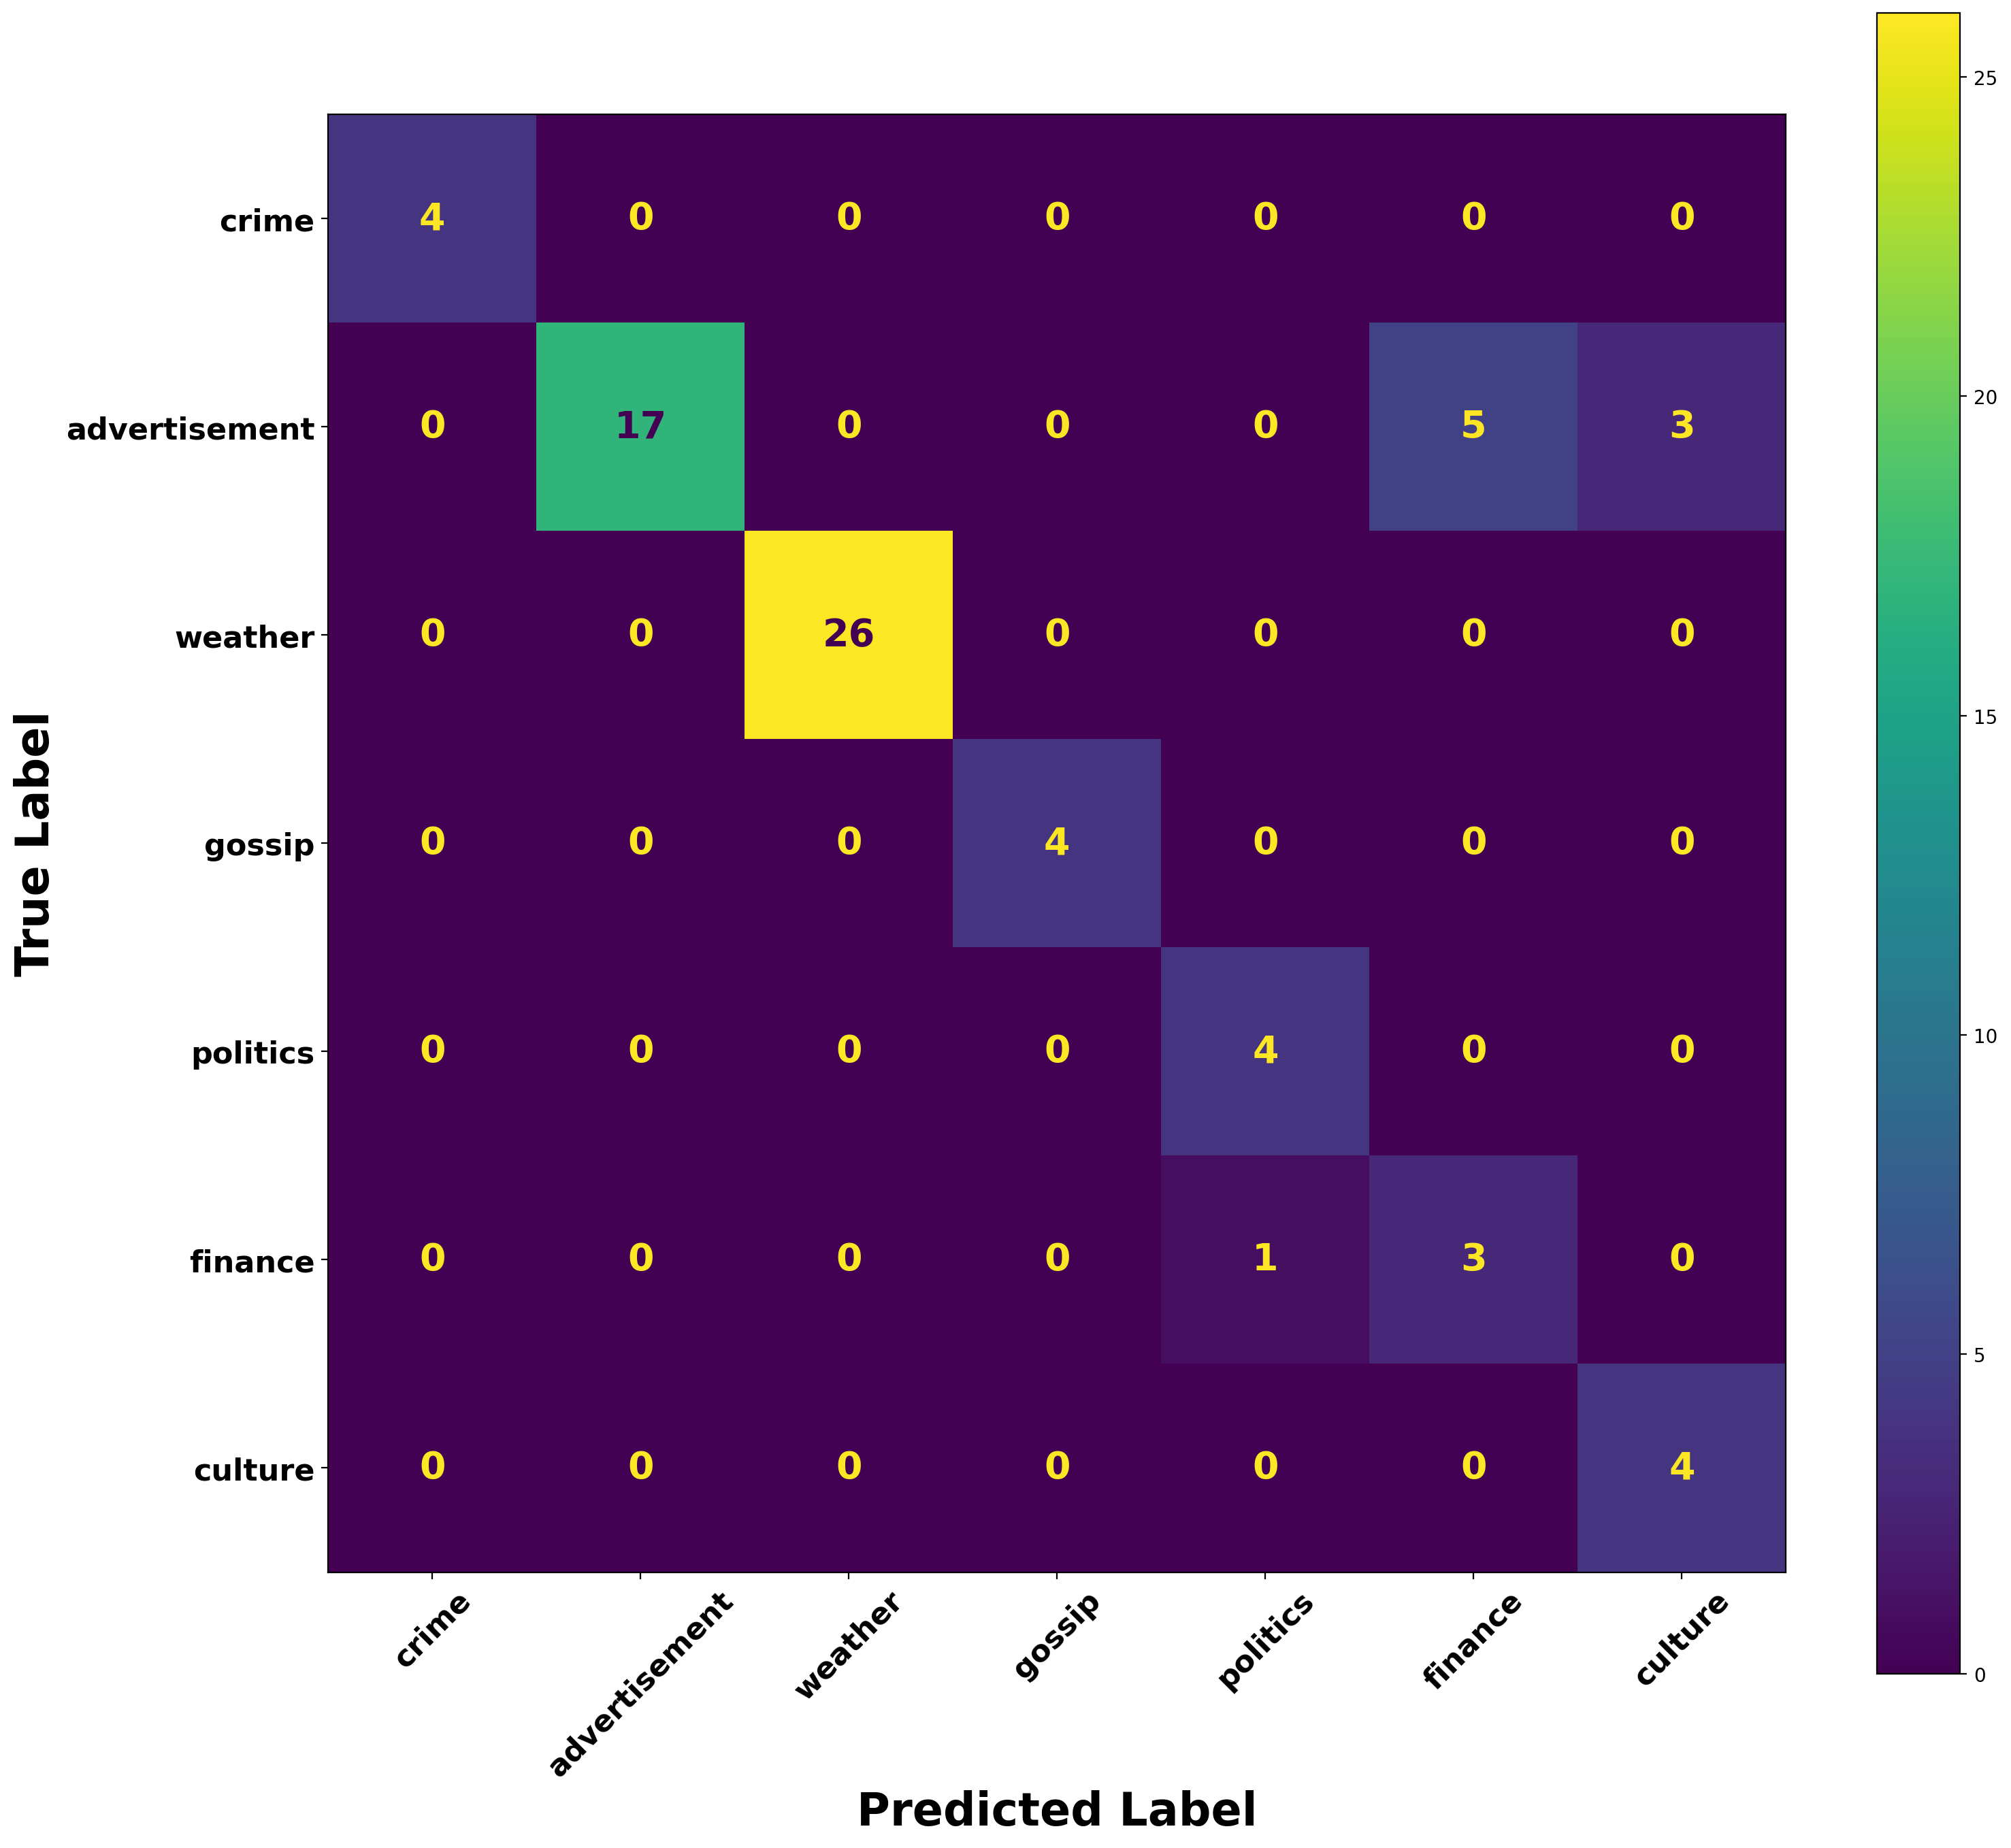 25
crime 4 0 0 0 0 0 0
20
advertisement 0 17 0 0 0 5 3
weather 0 0 26 0 0 0 0
15
True Label
gossip 0 0 0 4 0 0 0
10
politics 0 0 0 0 4 0 0
finance 0 0 0 0 1 3 0
5
culture 0 0 0 0 0 0 4
0
crime advertisement weather gossip politics finance culture
Predicted Label